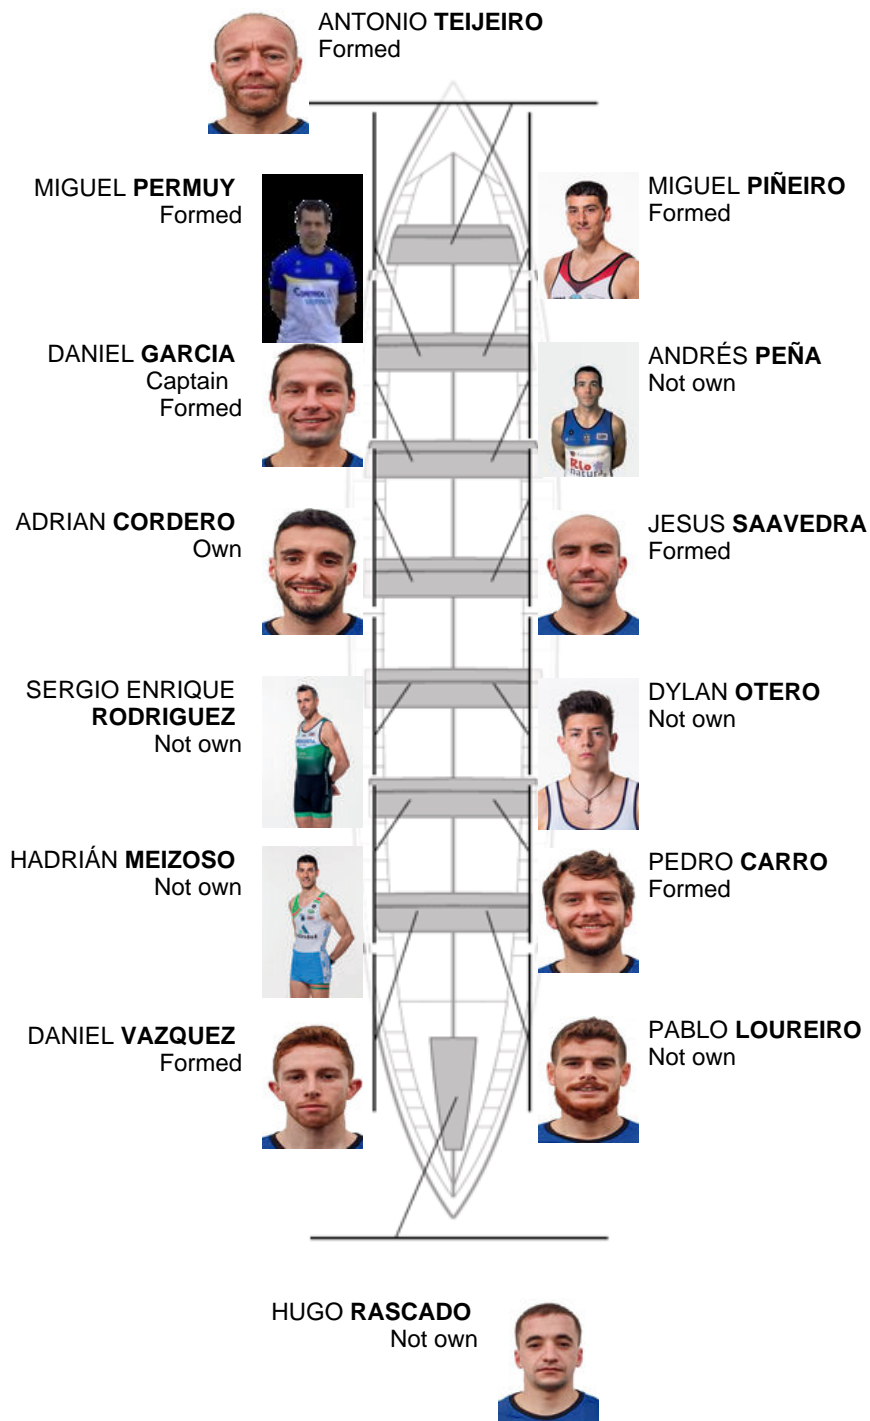 ANTONIO TEIJEIRO
Formed
MIGUEL PERMUY
Formed
MIGUEL PIÑEIRO
Formed
DANIEL GARCIA
Captain
Formed
ANDRÉS PEÑA
Not own
ADRIAN CORDERO
Own
JESUS SAAVEDRA
Formed
SERGIO ENRIQUE
RODRIGUEZ
Not own
DYLAN OTERO
Not own
HADRIÁN MEIZOSO
Not own
PEDRO CARRO
Formed
DANIEL VAZQUEZ
Formed
PABLO LOUREIRO
Not own
HUGO RASCADO
Not own